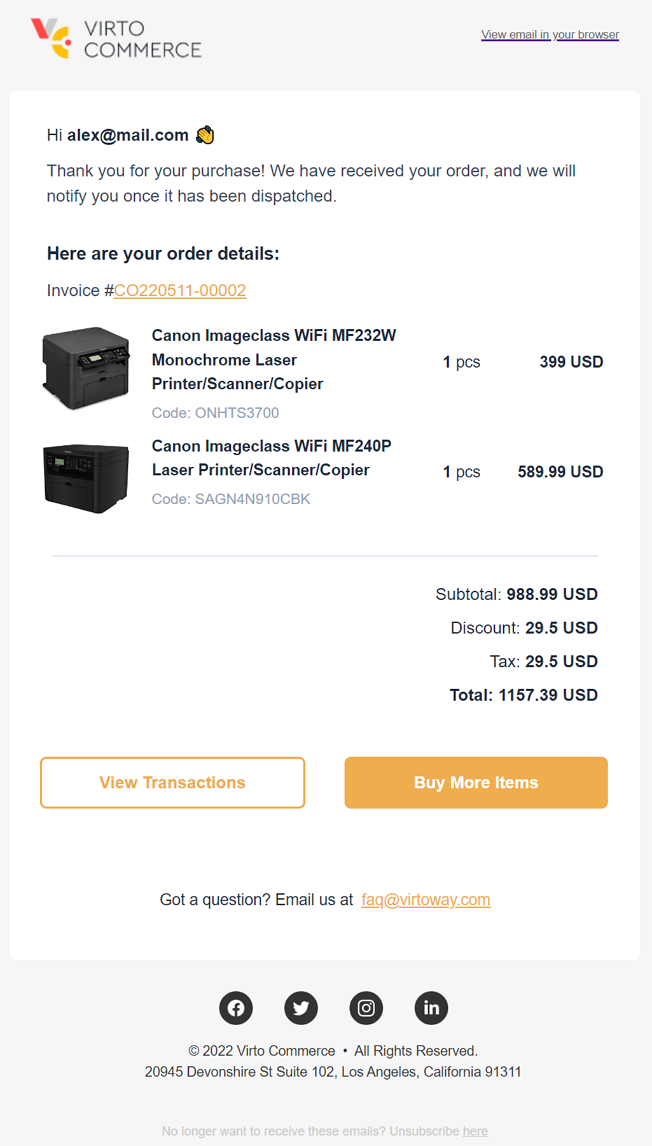 VIRTO
COMMERCE
View email in your browser
Hi alex@mail.com 👋
Thank you for your purchase! We have received your order, and we will
notify you once it has been dispatched.
Here are your order details:
Invoice #CO220511-00002
Canon Imageclass WiFi MF232W
Monochrome Laser
Printer/Scanner/Copier
1 pcs
399 USD
Code: ONHTS3700
Canon Imageclass WiFi MF240P
Laser Printer/Scanner/Copier
1 pcs
589.99 USD
Code: SAGN4N910CBK
Subtotal: 988.99 USD
Discount: 29.5 USD
Tax: 29.5 USD
Total: 1157.39 USD
View Transactions
Buy More Items
Got a question? Email us at faq@virtoway.com
© 2022 Virto Commerce • All Rights Reserved.
20945 Devonshire St Suite 102, Los Angeles, California 91311
No longer want to receive these emails? Unsubscribe here